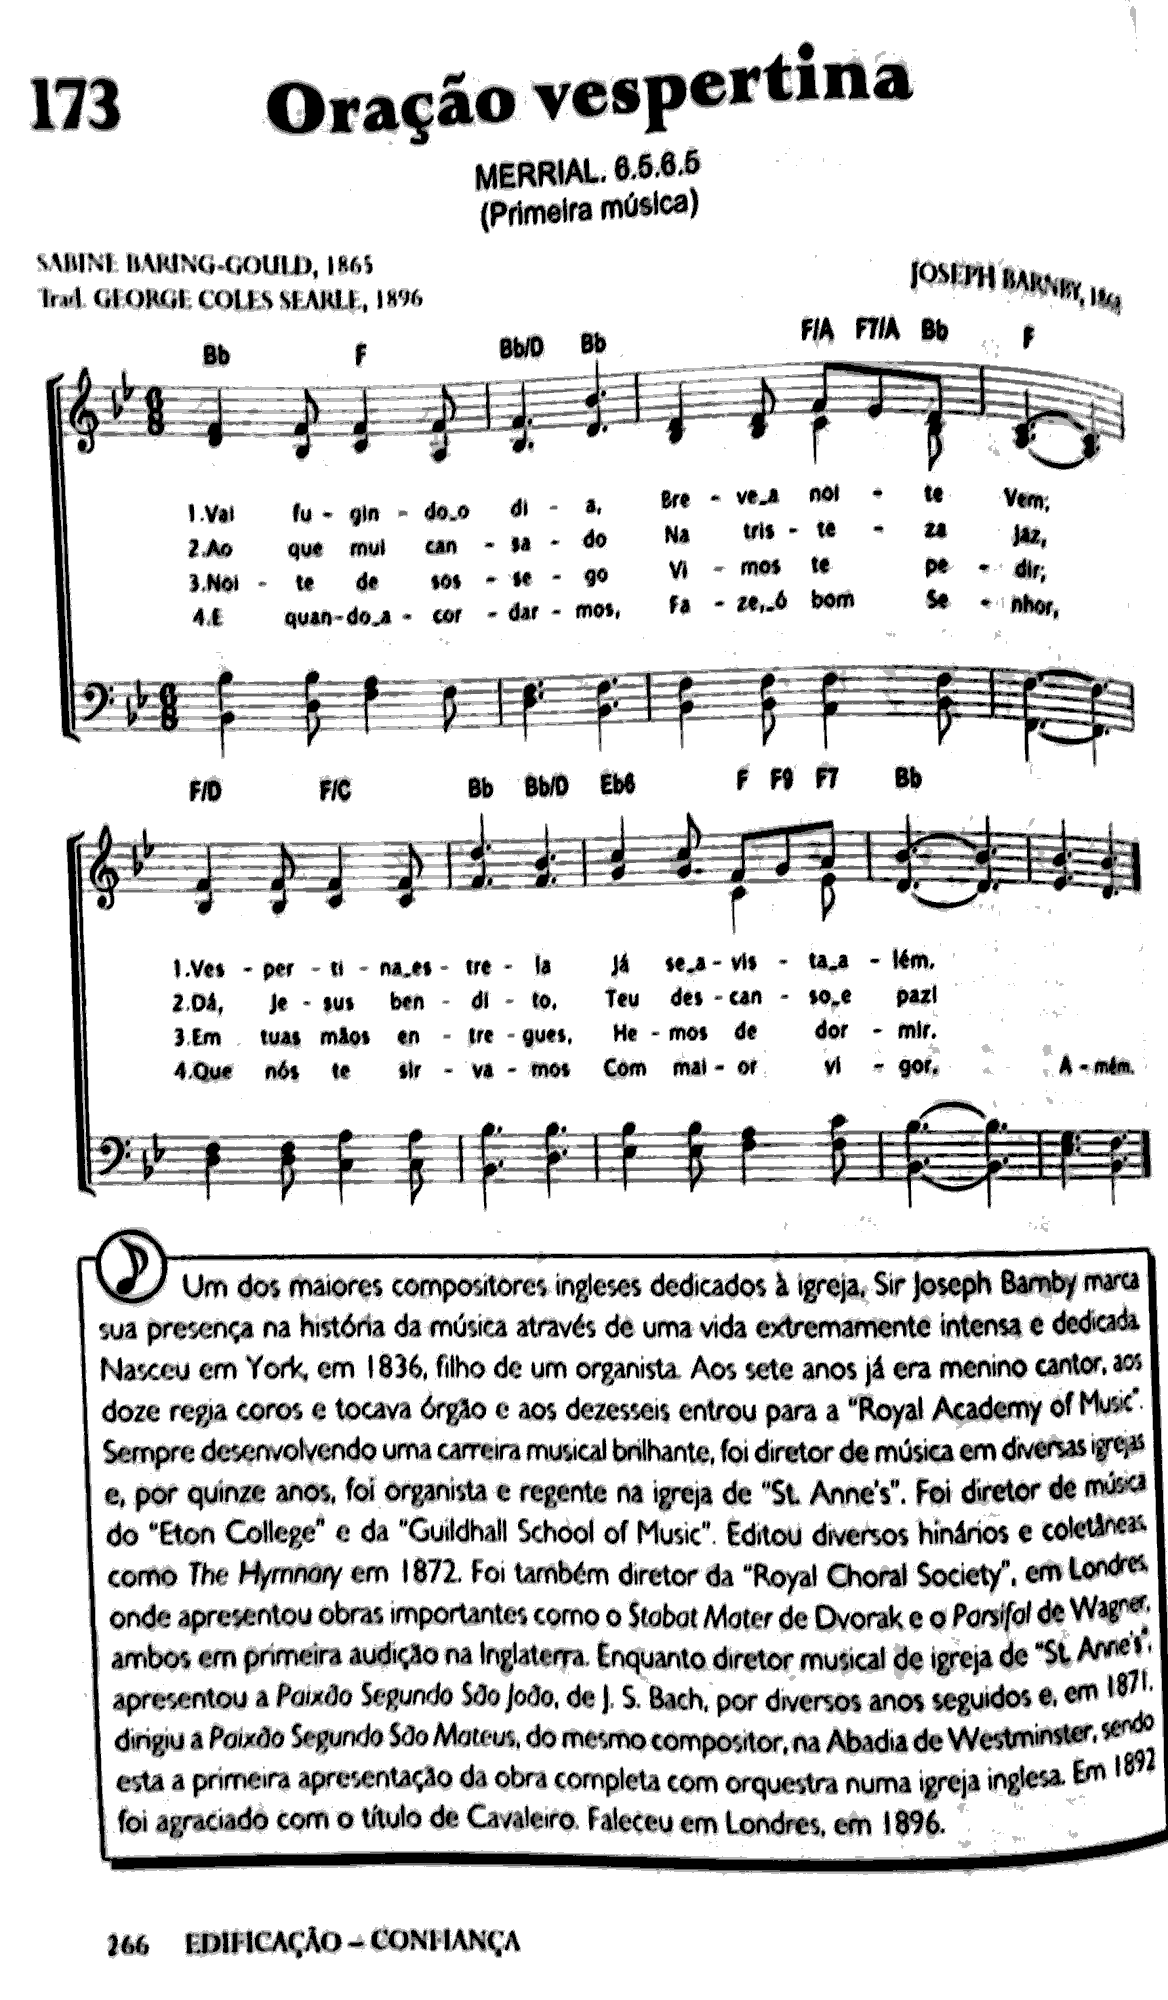 173 Oração vespertina
MERRIAL. 6.5.6.5
(Primeira música)
SABINE BARING-GOULD, 1865
Trad. GEORGE COLES SEARLE, 1896
JOSEPH BARNBY,
Bb F Bb/D Bb F/A F7/A Bb F
1.Vai fu - gin - do‿o di - a, Bre - ve‿a noi - te Vem;
2.Ao que mui can - sa - do Na tris - te - za jaz,
3.Noi - te de sos - se - go Vi - mos te pe - dir;
4.E quan-do‿a - cor - dar - mos, Fa - ze,‿ó bom Se - nhor,
F/D F/C Bb Bb/D Eb6 F F9 F7 Bb
1.Ves - per - ti - na‿es - tre - la Já se‿a - vis - ta‿a - lém.
2.Dá, Je - sus ben - di - to, Teu des - can - so‿e paz!
3.Em tuas mãos en - tre - gues, He - mos de dor - mir.
4.Que nós te sir - va - mos Com mai - or vi - gor. A - mém.
Um dos maiores compositores ingleses dedicados à igreja, Sir Joseph Barnby marca
sua presença na história da música através de uma vida extremamente intensa e dedicada.
Nasceu em York, em 1836, filho de um organista. Aos sete anos já era menino cantor, aos
doze regia coros e tocava órgão e aos dezesseis entrou para a "Royal Academy of Music".
Sempre desenvolvendo uma carreira musical brilhante, foi diretor de música em diversas igrejas
e, por quinze anos, foi organista e regente na igreja de "St. Anne's". Foi diretor de música
do "Eton College" e da "Guildhall School of Music". Editou diversos hinários e coletâneas,
como The Hymnary em 1872. Foi também diretor da "Royal Choral Society", em Londres,
onde apresentou obras importantes como o Stabat Mater de Dvorak e o Parsifal de Wagner,
ambos em primeira audição na Inglaterra. Enquanto diretor musical de igreja de "St. Anne's",
apresentou a Paixão Segundo São João, de J. S. Bach, por diversos anos seguidos e, em 1871,
dirigiu a Paixão Segundo São Mateus, do mesmo compositor, na Abadia de Westminster, sendo
esta a primeira apresentação da obra completa com orquestra numa igreja inglesa. Em 1892
foi agraciado com o título de Cavaleiro. Faleceu em Londres, em 1896.
266 EDIFICAÇÃO – CONFIANÇA